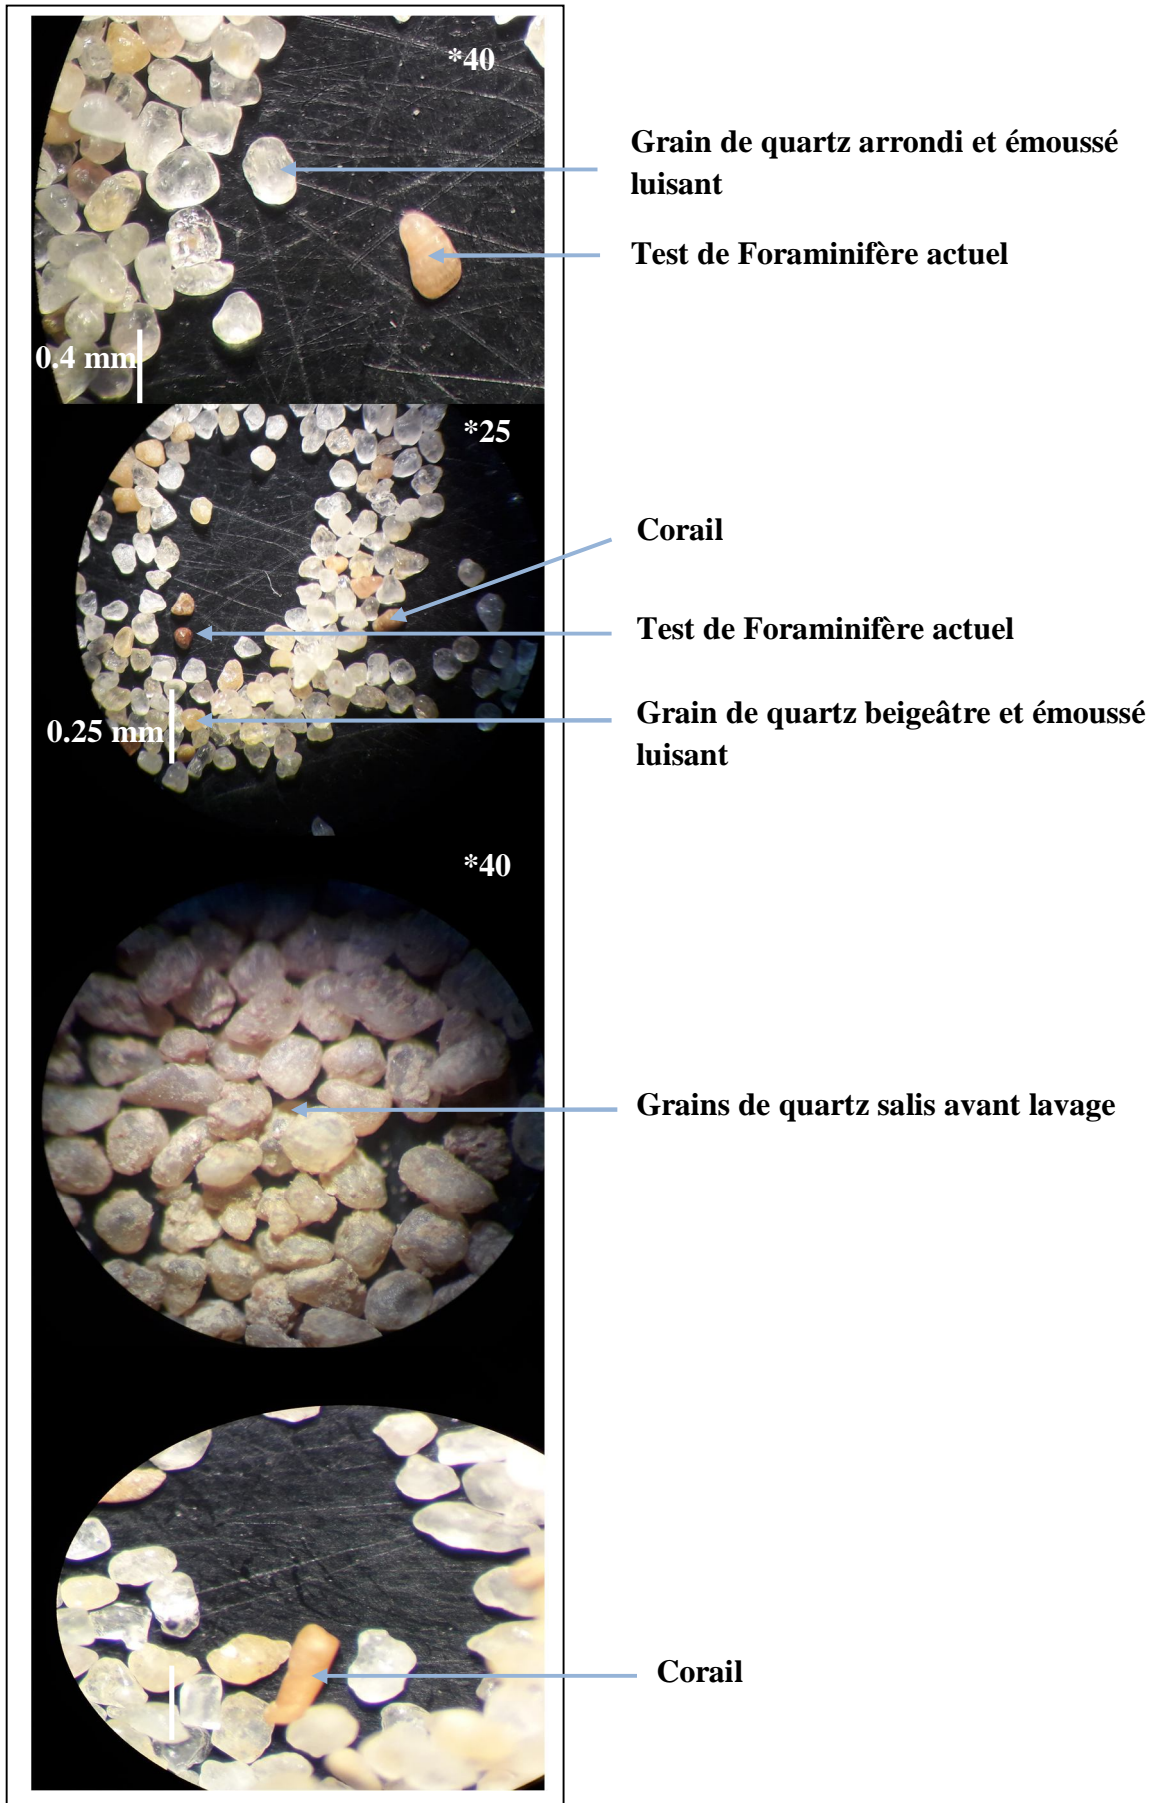 *40
Grain de quartz arrondi et émoussé
luisant
Test de Foraminifère actuel
0.4 mm
*25
Corail
Test de Foraminifère actuel
Grain de quartz beigeâtre et émoussé
luisant
0.25 mm
*40
Grains de quartz salis avant lavage
Corail